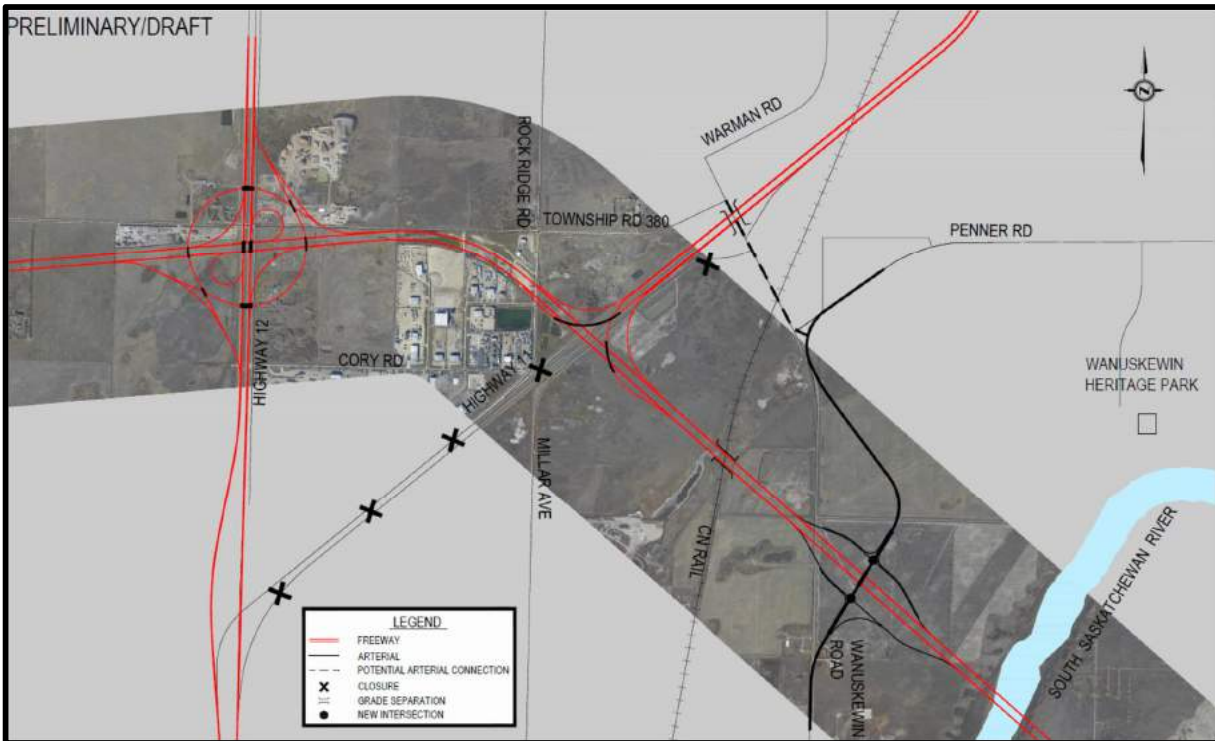 PRELIMINARY/DRAFT
WARMAN RD
ROCK RIDGE RD
TOWNSHIP RD 380
PENNER RD
HIGHWAY 12
CORY RD
HIGHWAY
WANUSKEWIN
HERITAGE PARK
MILLAR AVE
CN RAIL
WANUSKEWIN
ROAD
SOUTH SASKATCHEWAN RIVER
LEGEND
FREEWAY
ARTERIAL
POTENTIAL ARTERIAL CONNECTION
CLOSURE
GRADE SEPARATION
NEW INTERSECTION